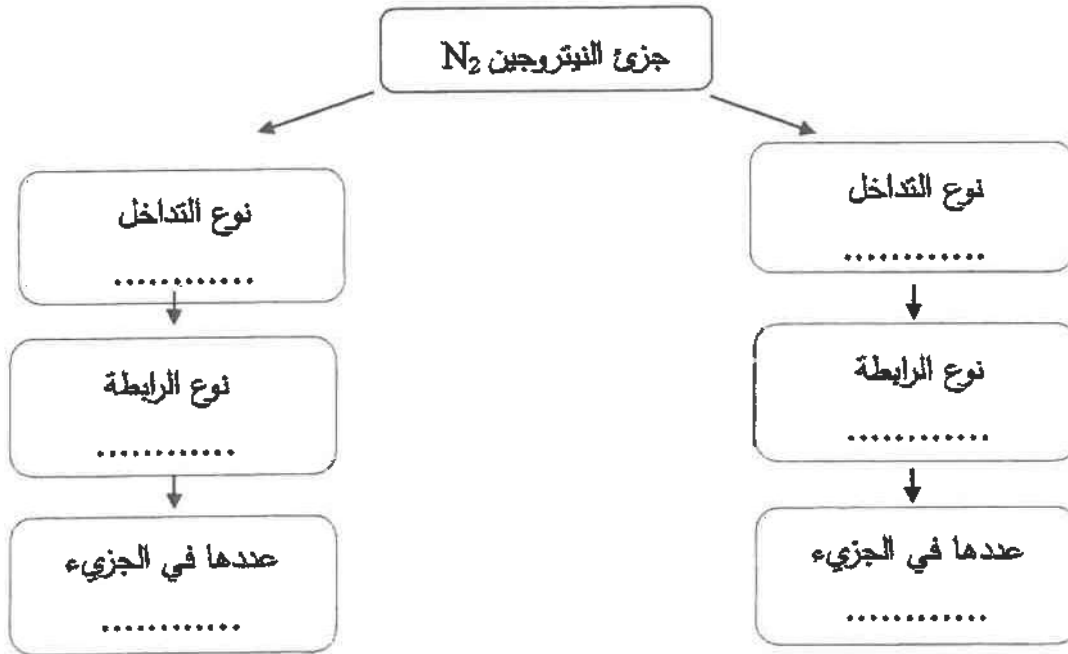 جزئ النيتروجين N₂
نوع التداخل
............
نوع الرابطة
............
عددها في الجزيء
............
نوع التداخل
............
نوع الرابطة
............
عددها في الجزيء
............